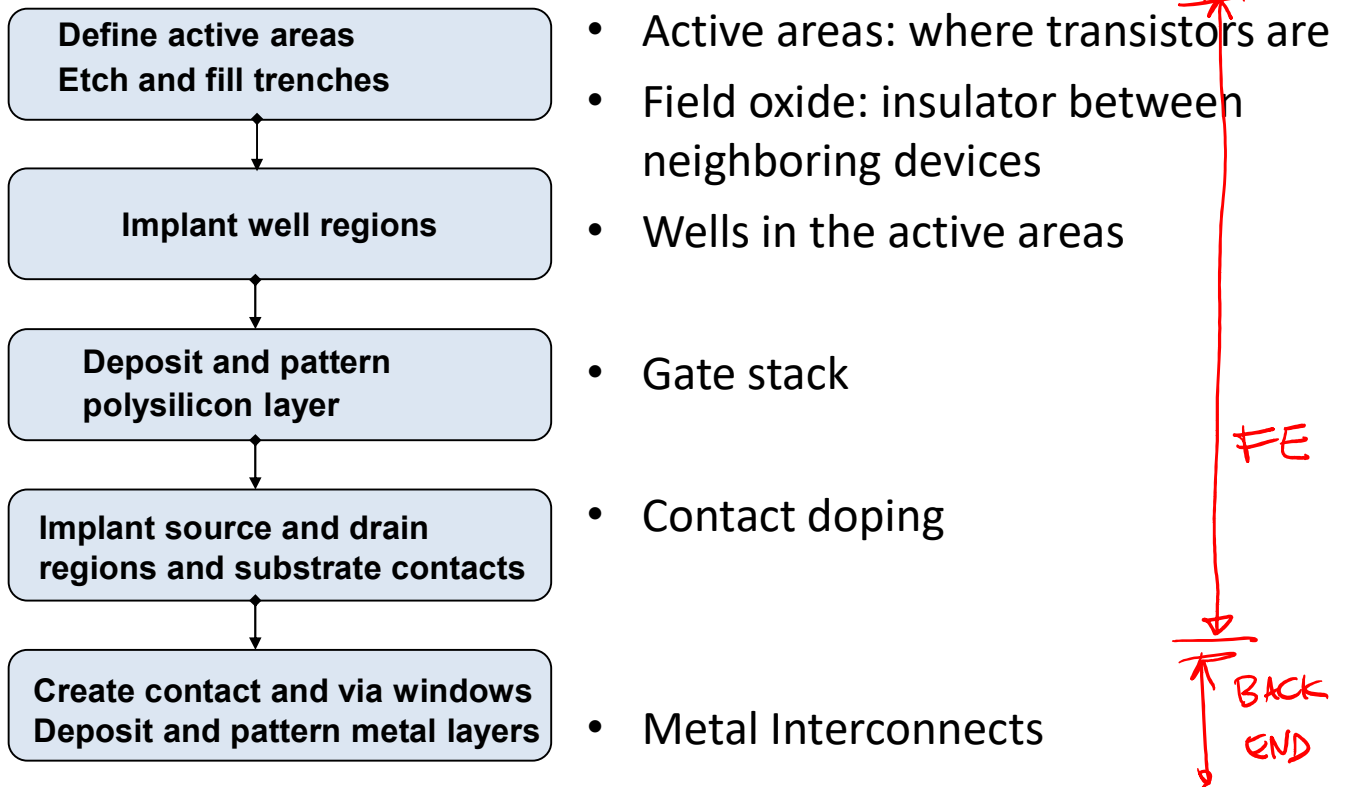 Define active areas
Etch and fill trenches
• Active areas: where transistors are
• Field oxide: insulator between
neighboring devices
Implant well regions
• Wells in the active areas
Deposit and pattern
polysilicon layer
• Gate stack
FE
Implant source and drain
regions and substrate contacts
• Contact doping
Create contact and via windows
Deposit and pattern metal layers
• Metal Interconnects
BACK
END